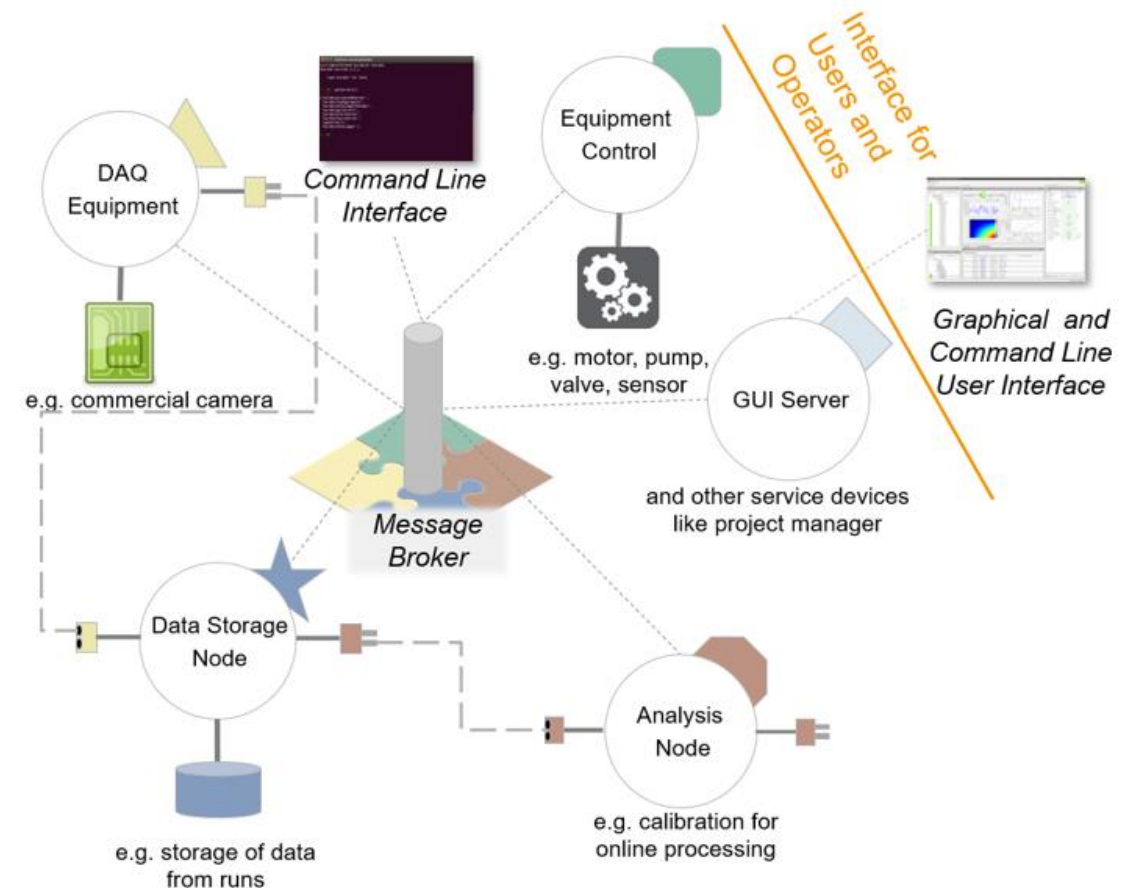 DAQ
Equipment
e.g. commercial camera
Command Line
Interface
Equipment
Control
e.g. motor, pump,
valve, sensor
Interface for
Users and
Operators
Graphical and
Command Line
User Interface
GUI Server
and other service devices
like project manager
Message
Broker
Data Storage
Node
e.g. storage of data
from runs
Analysis
Node
e.g. calibration for
online processing